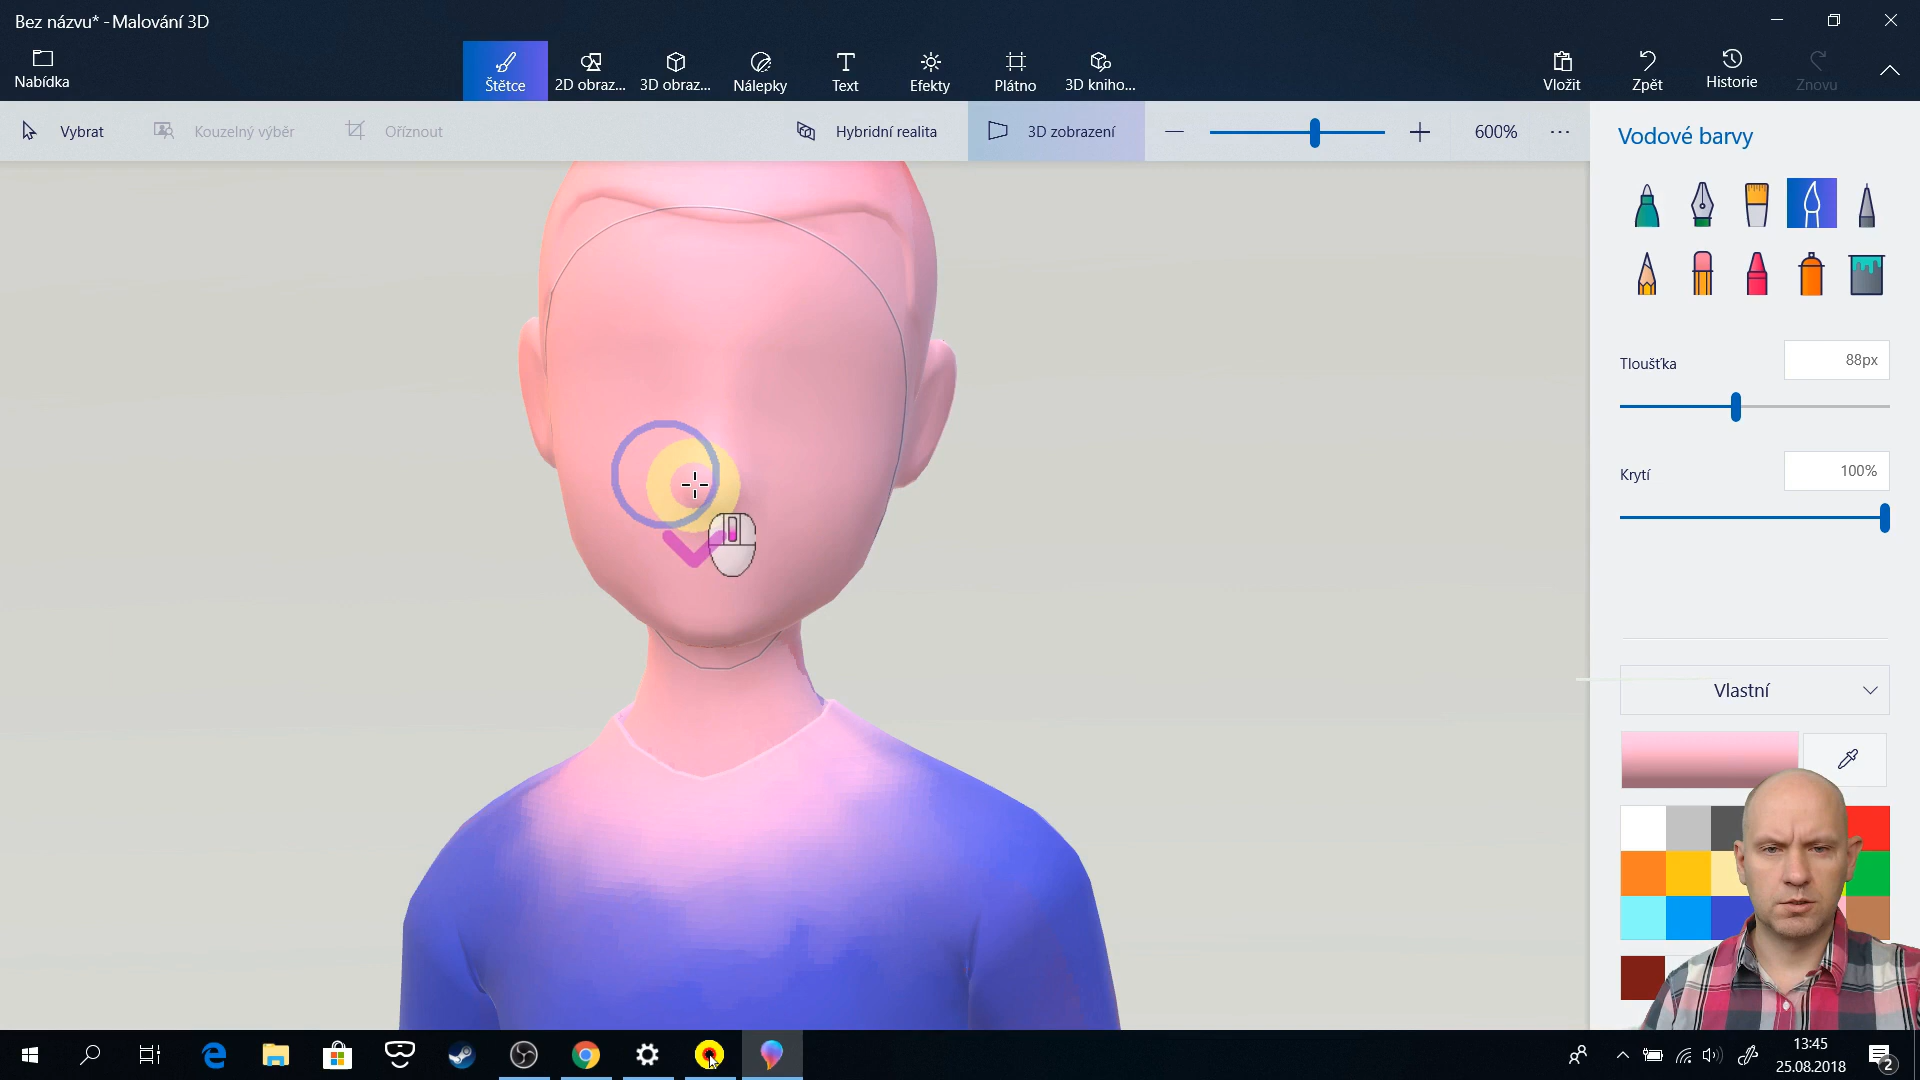 Bez názvu* - Malování 3D
Nabídka
Štětce
2D obraz...
3D obraz...
Nálepky
Text
Efekty
Plátno
3D kniho...
Vložit
Zpět
Historie
Znovu
Vybrat
Kouzelný výběr
Oříznout
Hybridní realita
3D zobrazení
600%
Vodové barvy
Tloušťka
88px
Krytí
100%
Vlastní
13:45
25.08.2018
2